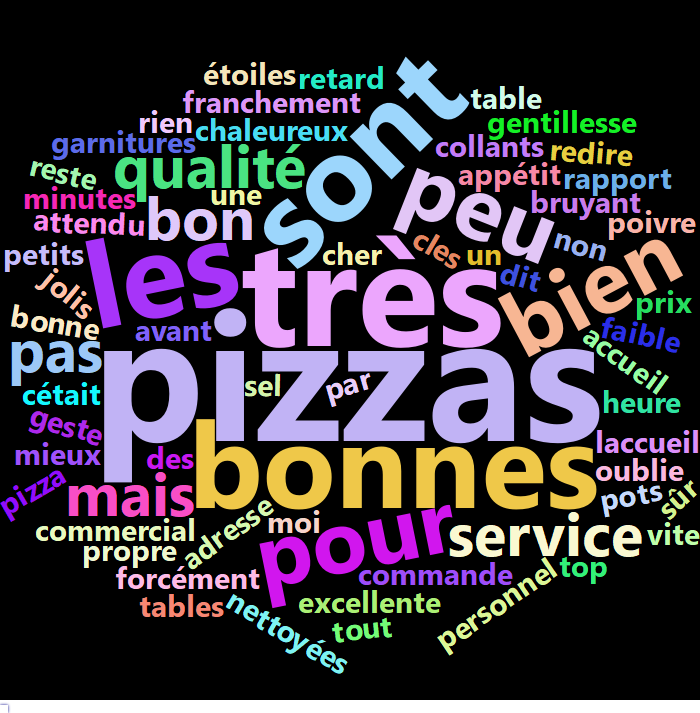 étoiles
retard
franchement
table
rien
chaleureux
gentillesse
garnitures
sont
collants
redire
reste
qualité
appétit
rapport
minutes
une
peu
bruyant
attendu
bon
poivre
petits
les
très
cher
cles
un
non
jolis
dit
bien
prix
bonne
avant
faible
pas
pizzas
accueil
cétait
sel
par
heure
geste
bonnes
laccueil
mieux
des
oublie
pizza
mais
pots
sûr
commercial
adresse
moi
pour
service
vite
propre
forcément
commande
personnel
top
tables
nettoyées
excellente
tout